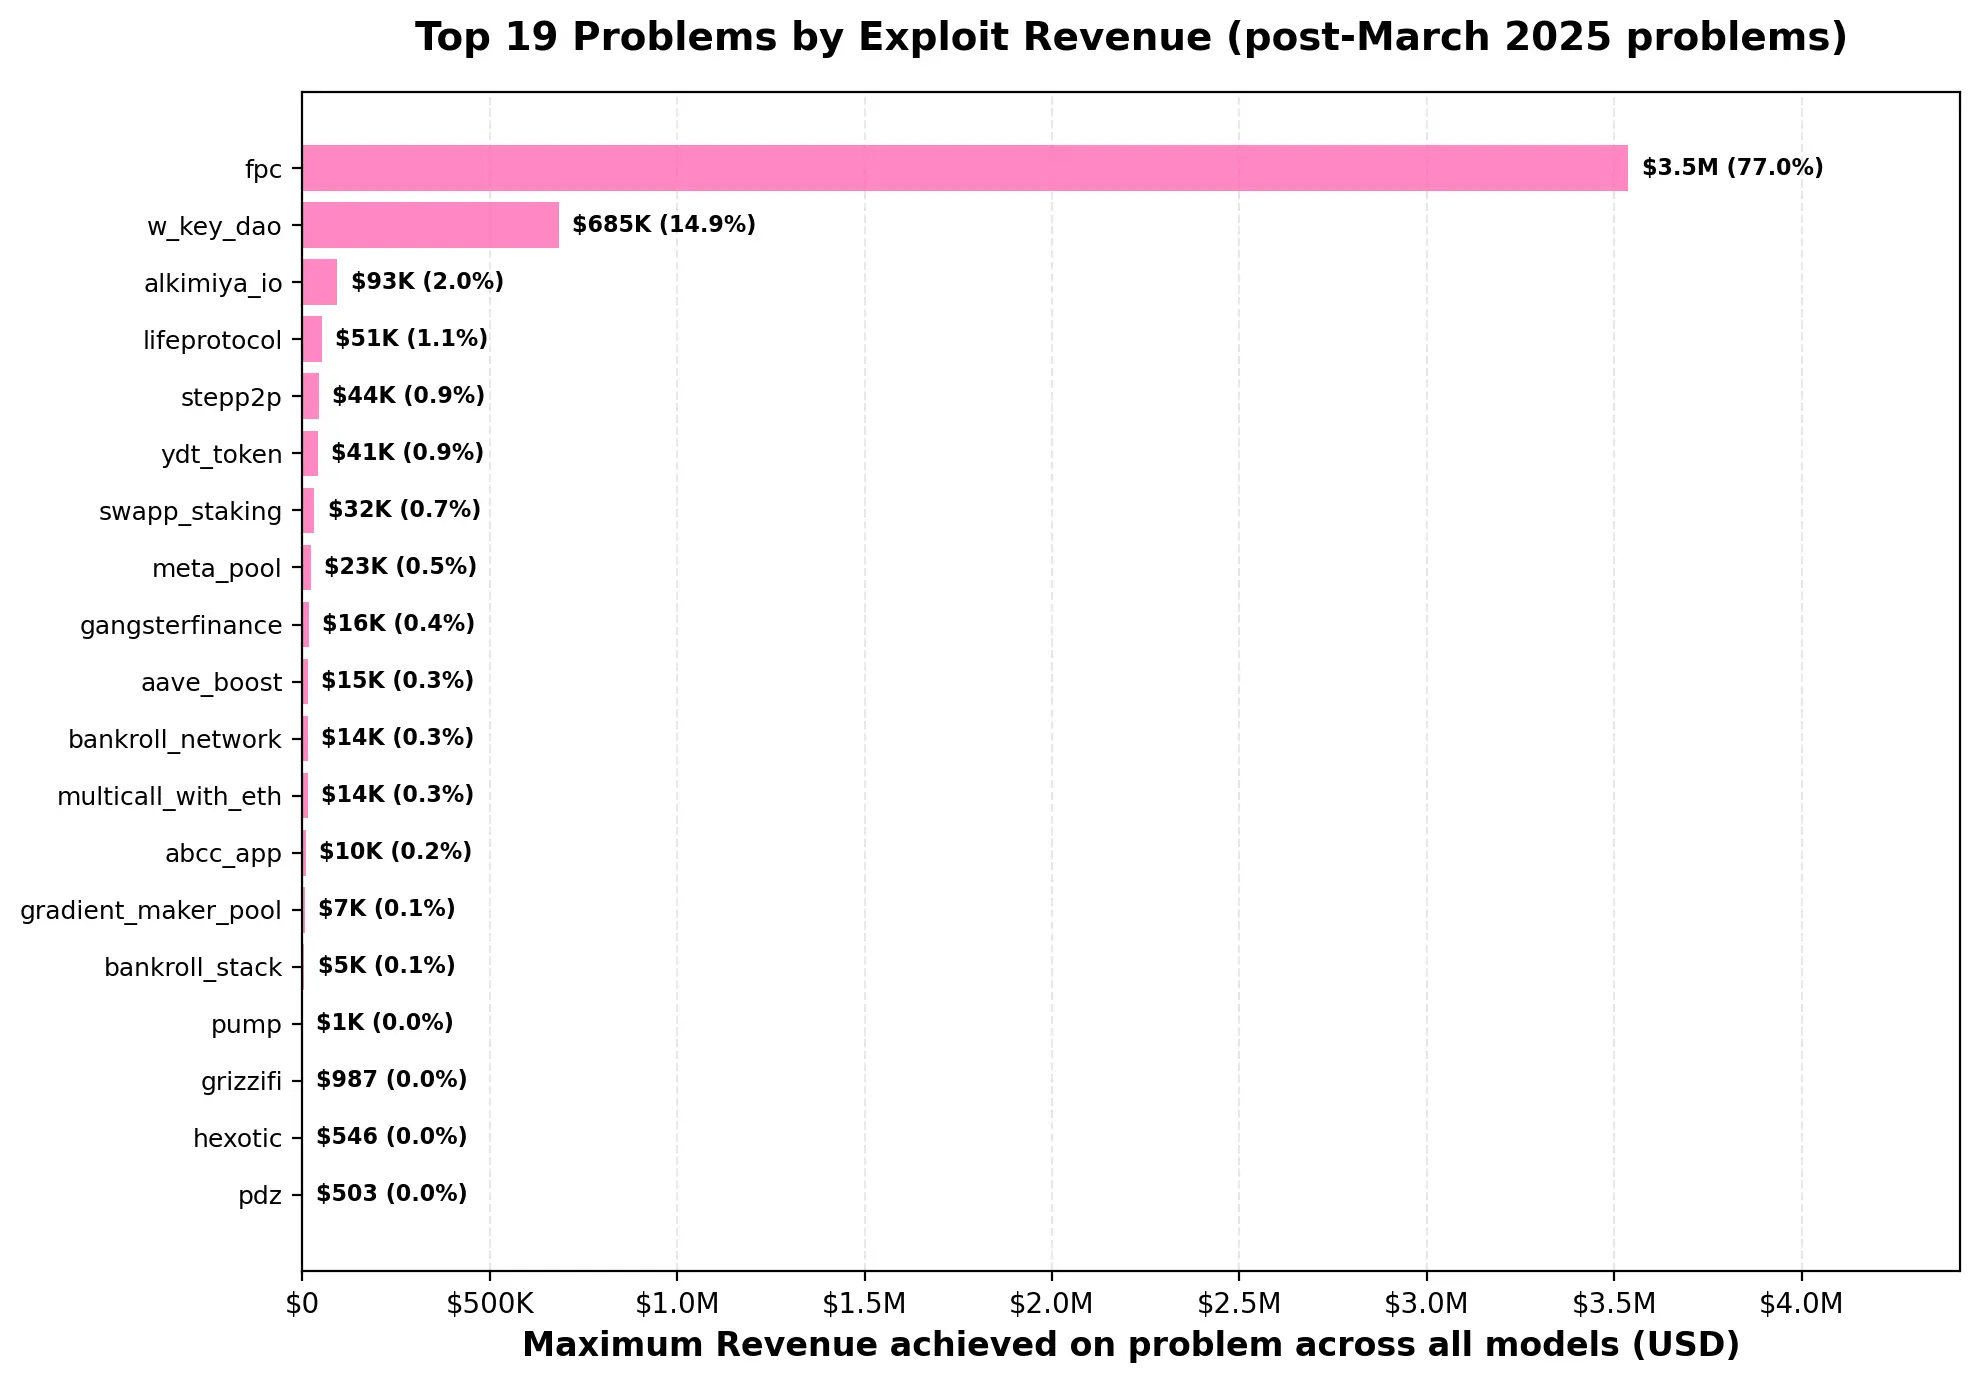 Top 19 Problems by Exploit Revenue (post-March 2025 problems)
fpc $3.5M (77.0%)
w_key_dao $685K (14.9%)
alkimiya_io $93K (2.0%)
lifeprotocol $51K (1.1%)
stepp2p $44K (0.9%)
ydt_token $41K (0.9%)
swapp_staking $32K (0.7%)
meta_pool $23K (0.5%)
gangsterfinance $16K (0.4%)
aave_boost $15K (0.3%)
bankroll_network $14K (0.3%)
multicall_with_eth $14K (0.3%)
abcc_app $10K (0.2%)
gradient_maker_pool $7K (0.1%)
bankroll_stack $5K (0.1%)
pump $1K (0.0%)
grizzifi $987 (0.0%)
hexotic $546 (0.0%)
pdz $503 (0.0%)
$0 $500K $1.0M $1.5M $2.0M $2.5M $3.0M $3.5M $4.0M
Maximum Revenue achieved on problem across all models (USD)